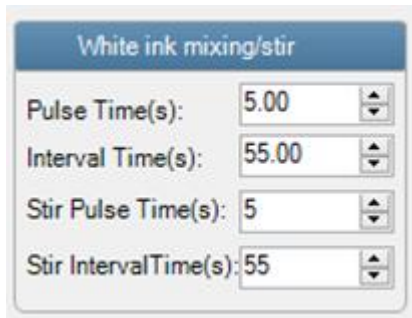 White ink mixing/stir
Pulse Time(s): 5.00
Interval Time(s): 55.00
Stir Pulse Time(s): 5
Stir IntervalTime(s): 55